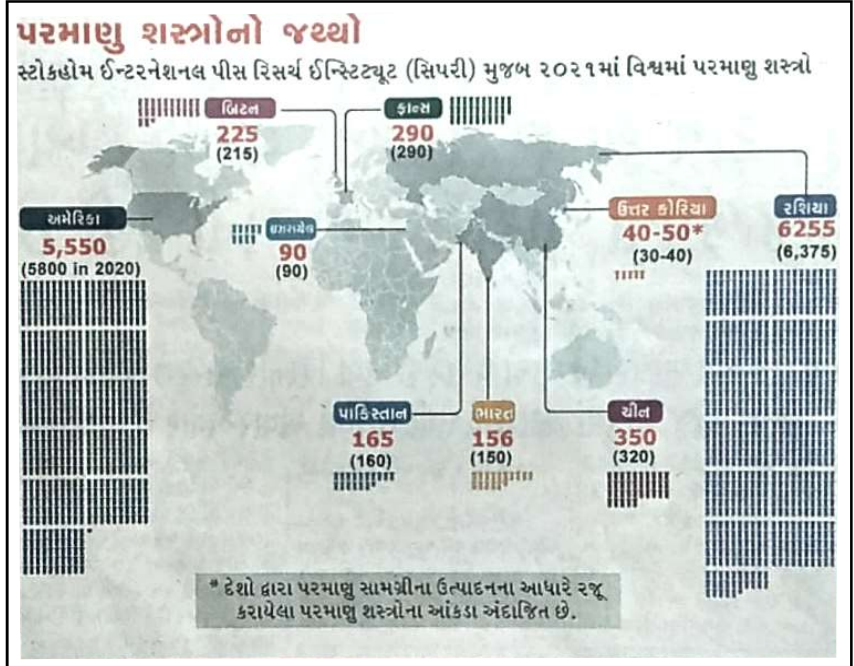 પરમાણુ શસ્ત્રોનો જથ્થો
સ્ટોકહોમ ઈન્ટરનેશનલ પીસ રિસર્ચ ઈન્સ્ટિટ્યૂટ (સિપરી) મુજબ ૨૦૨૧માં વિશ્વમાં પરમાણુ શસ્ત્રો
બ્રિટન
225
(215)
ફ્રાન્સ
290
(290)
અમેરિકા
5,550
(5800 in 2020)
ઇઝરાયેલ
90
(90)
ઉત્તર કોરિયા
40-50*
(30-40)
રશિયા
6255
(6,375)
પાકિસ્તાન
165
(160)
ભારત
156
(150)
ચીન
350
(320)
* દેશો દ્વારા પરમાણુ સામગ્રીના ઉત્પાદનના આધારે રજૂ
કરાયેલા પરમાણુ શસ્ત્રોના આંકડા અંદાજિત છે.